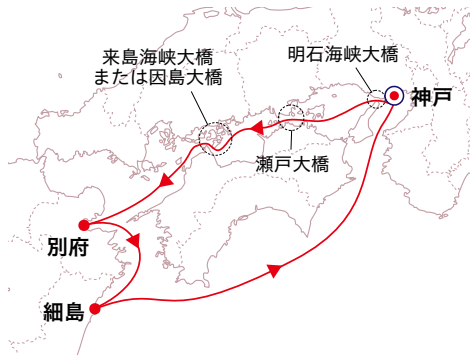 来島海峡大橋
または因島大橋
明石海峡大橋
神戸
瀬戸大橋
別府
細島